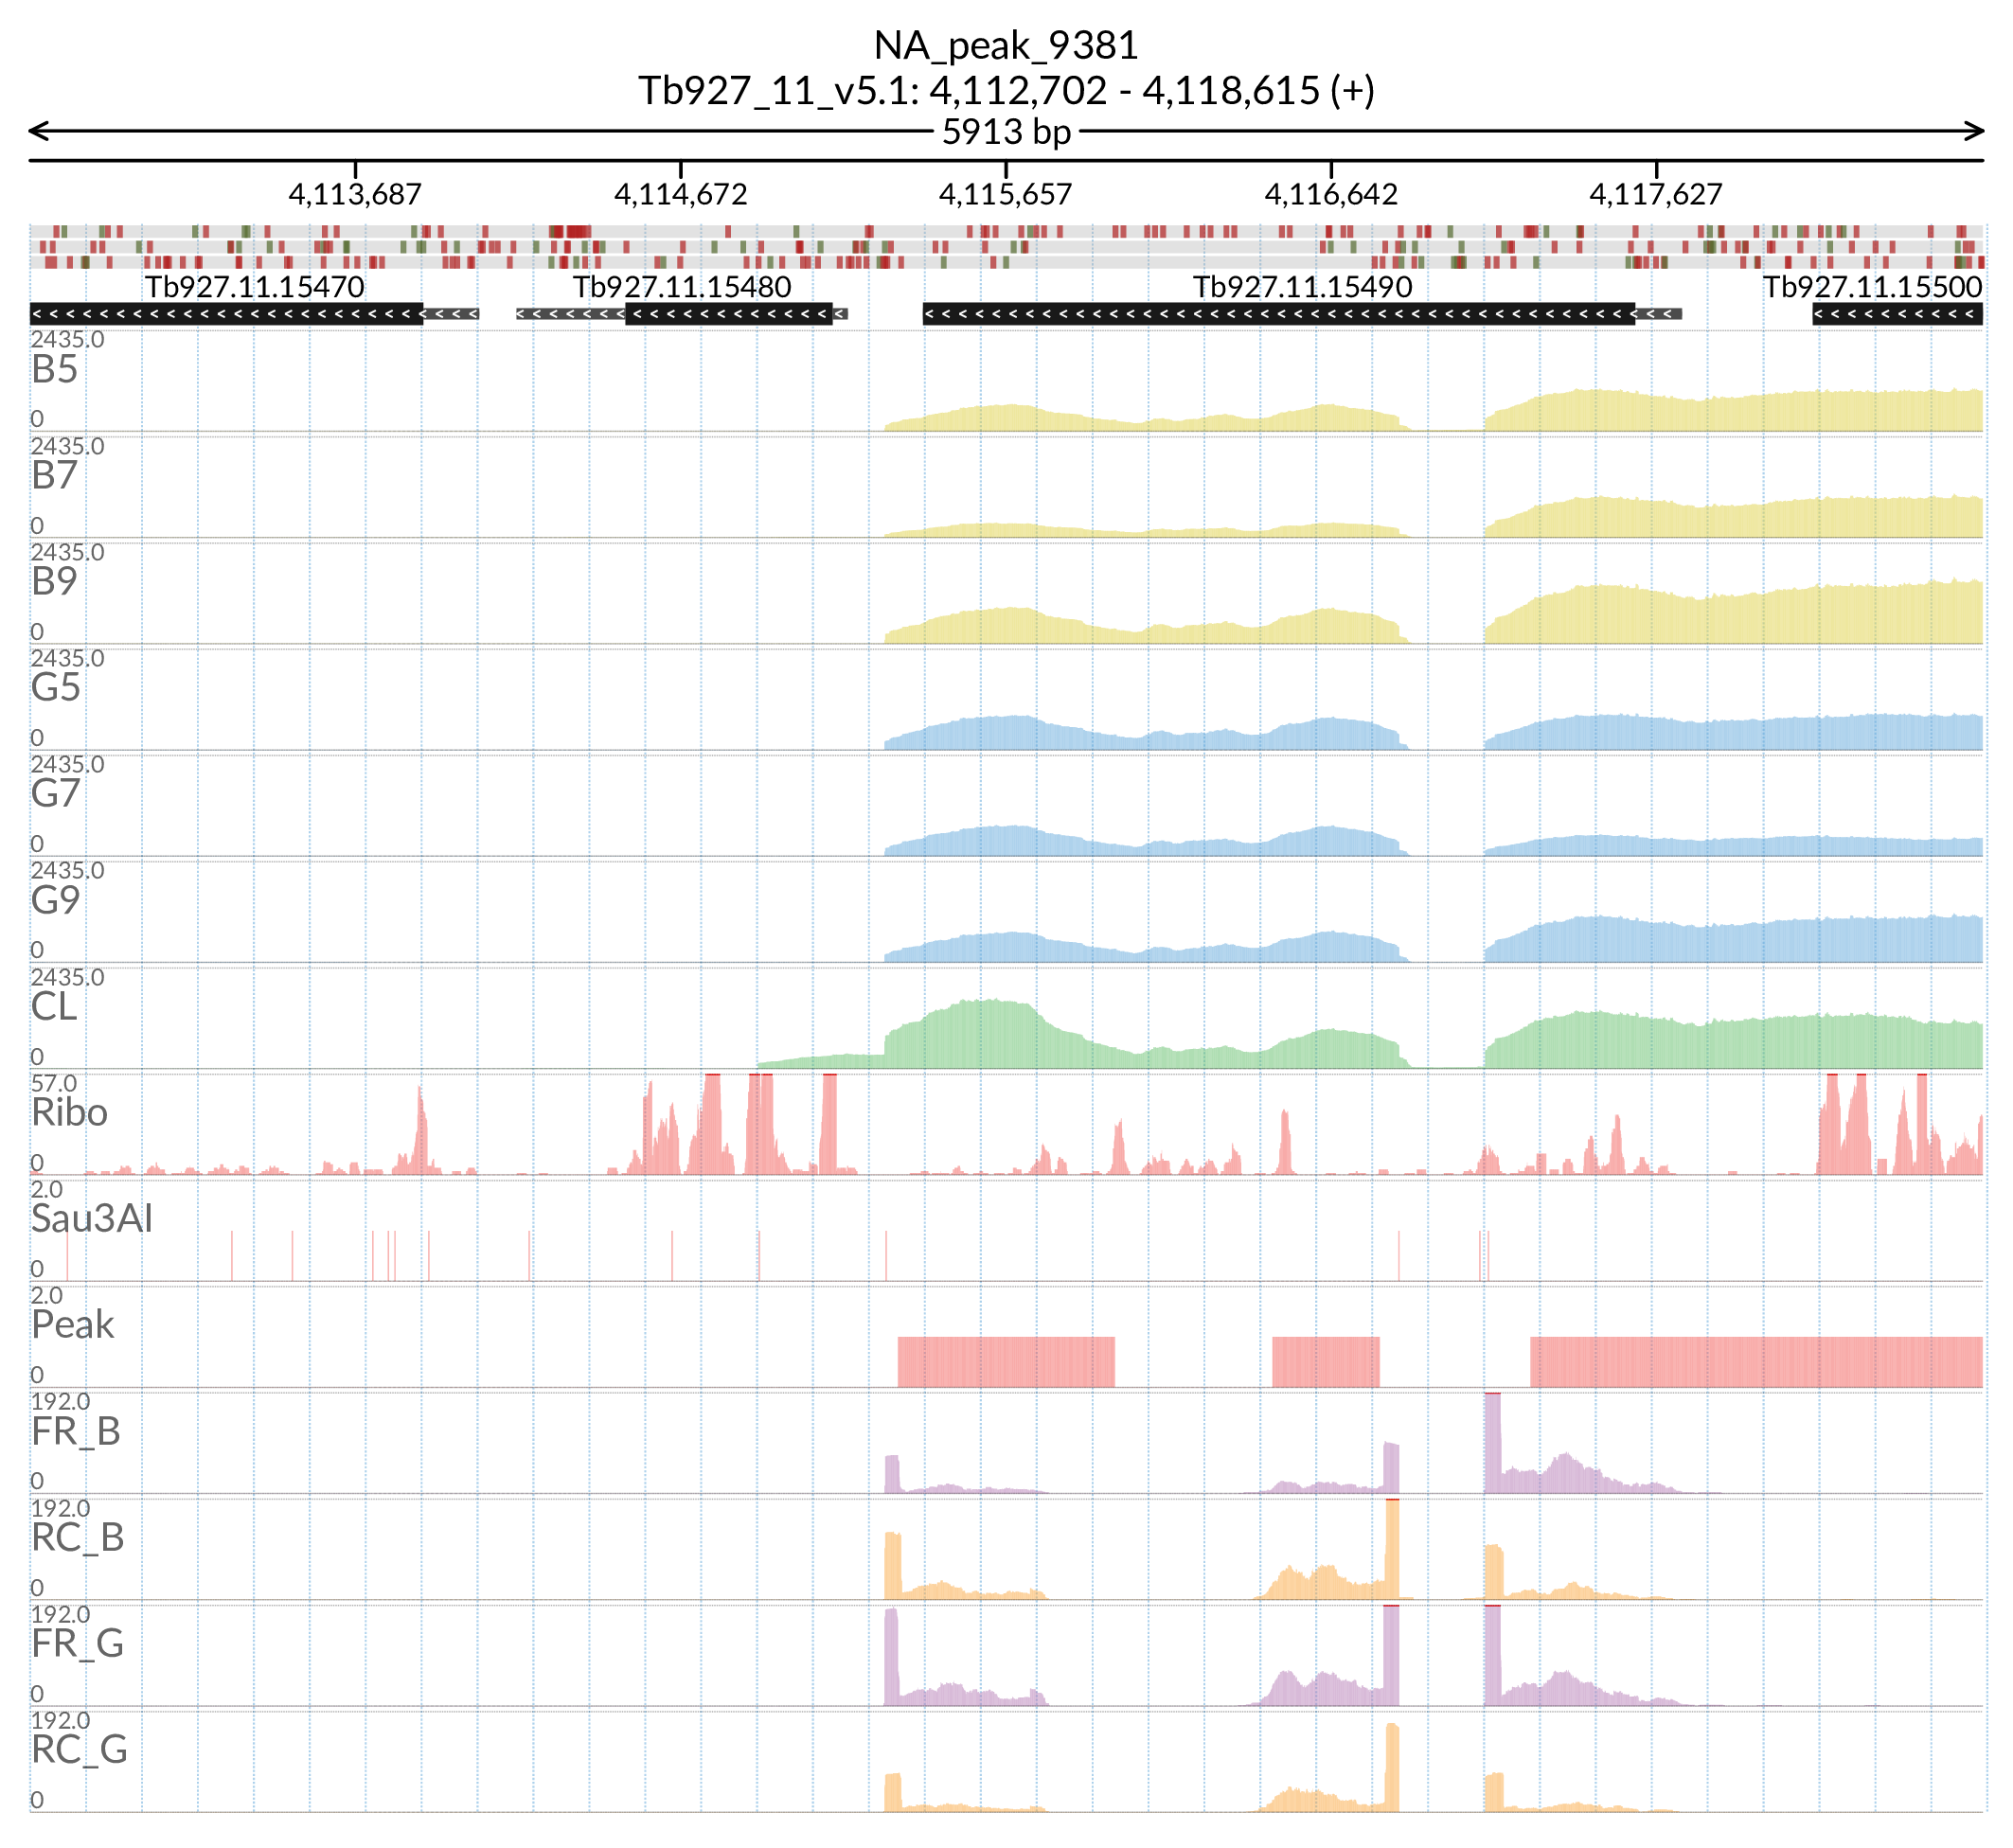 NA_peak_9381
Tb927_11_v5.1: 4,112,702 - 4,118,615 (+)
5913 bp
4,113,687 4,114,672 4,115,657 4,116,642 4,117,627
Tb927.11.15470 Tb927.11.15480 Tb927.11.15490 Tb927.11.15500
2435.0
B5
0
2435.0
B7
0
2435.0
B9
0
2435.0
G5
0
2435.0
G7
0
2435.0
G9
0
2435.0
CL
0
57.0
Ribo
0
2.0
Sau3AI
0
2.0
Peak
0
192.0
FR_B
0
192.0
RC_B
0
192.0
FR_G
0
192.0
RC_G
0